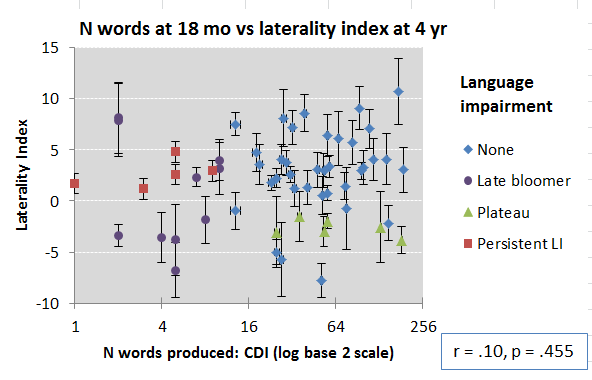 N words at 18 mo vs laterality index at 4 yr
15
10
5
0
-5
-10
Laterality Index
1
4
16
64
256
N words produced: CDI (log base 2 scale)
Language
impairment
None
Late bloomer
Plateau
Persistent LI
r = .10, p = .455